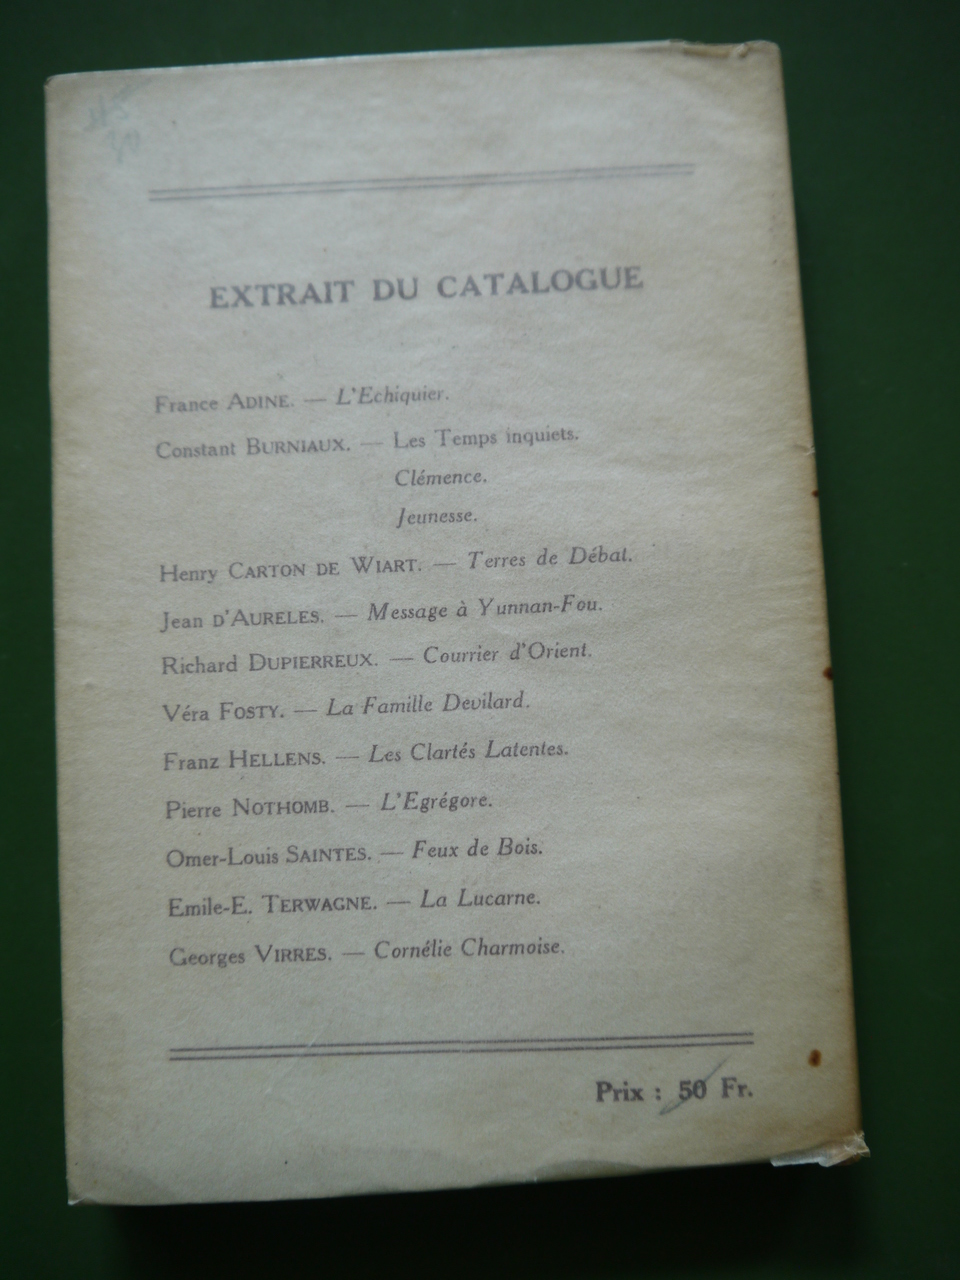 EXTRAIT DU CATALOGUE
France ADINE. — L'Echiquier.
Constant BURNIAUX. — Les Temps inquiets.
Clémence.
Jeunesse.
Henry CARTON DE WIART. — Terres de Débat.
Jean D'AURELES. — Message à Yunnan-Fou.
Richard DUPIERREUX. — Courrier d'Orient.
Véra FOSTY. — La Famille Devilard.
Franz HELLENS. — Les Clartés Latentes.
Pierre NOTHOMB. — L'Egrégore.
Omer-Louis SAINTES. — Feux de Bois.
Emile-E. TERWAGNE. — La Lucarne.
Georges VIRRES. — Cornélie Charmoise.
Prix : 50 Fr.